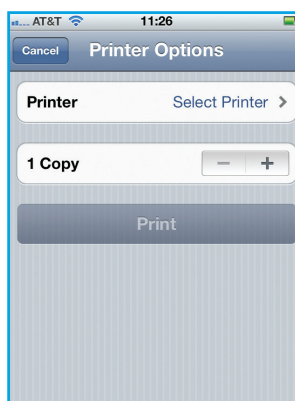 AT&T 11:26
Cancel Printer Options
Printer Select Printer
1 Copy - +
Print